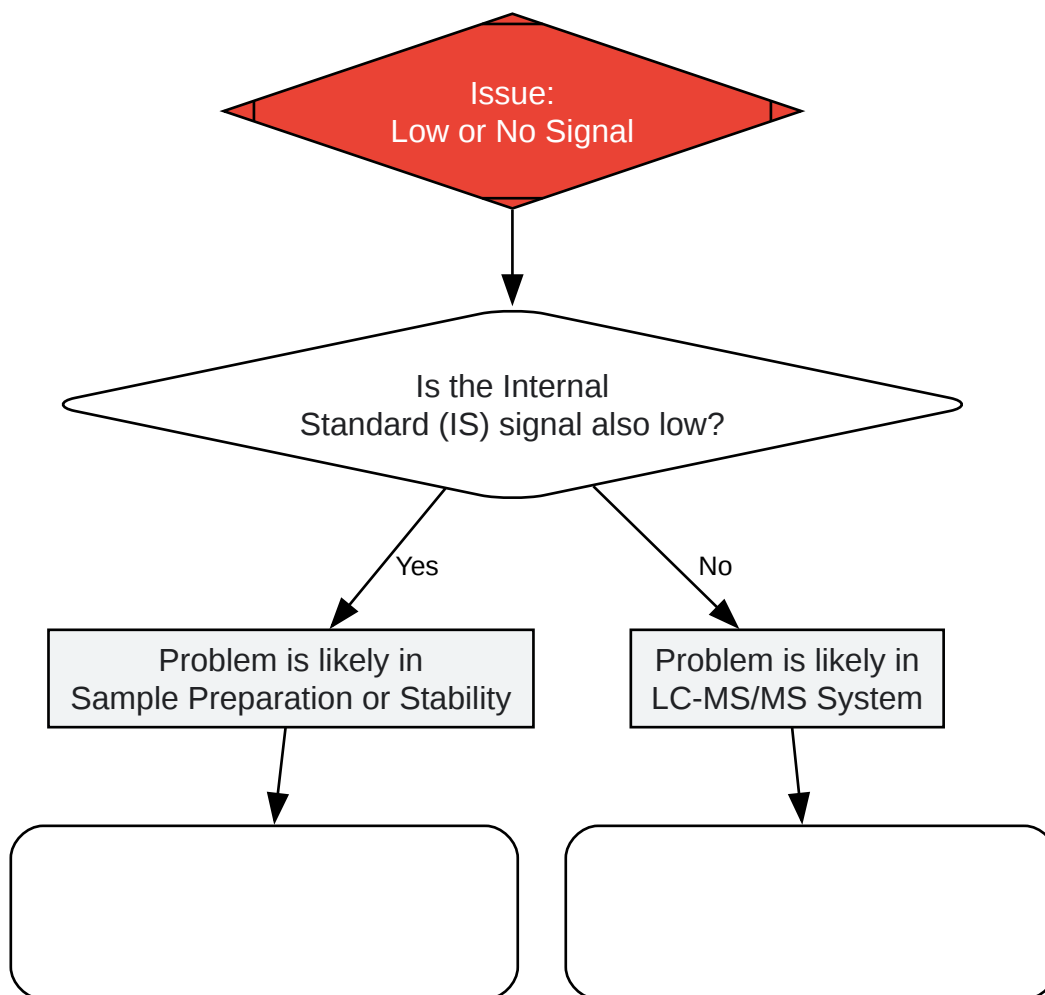 Issue:
Low or No Signal
Is the Internal
Standard (IS) signal also low?
Yes
No
Problem is likely in
Sample Preparation or Stability
Problem is likely in
LC-MS/MS System